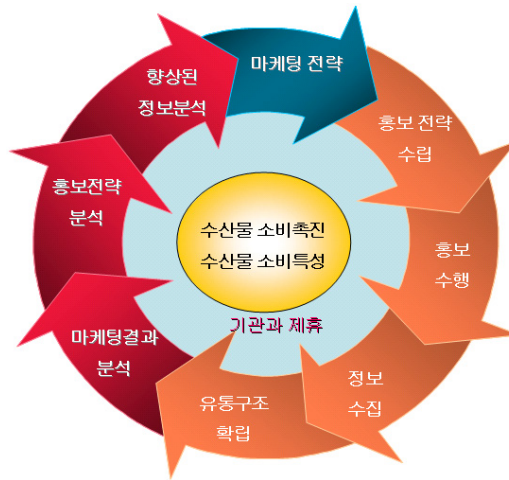 마케팅 전략
홍보 전략
수립
홍보
수행
정보
수집
유통구조
확립
마케팅결과
분석
홍보전략
분석
향상된
정보분석
수산물 소비촉진
수산물 소비특성
기관과 제휴